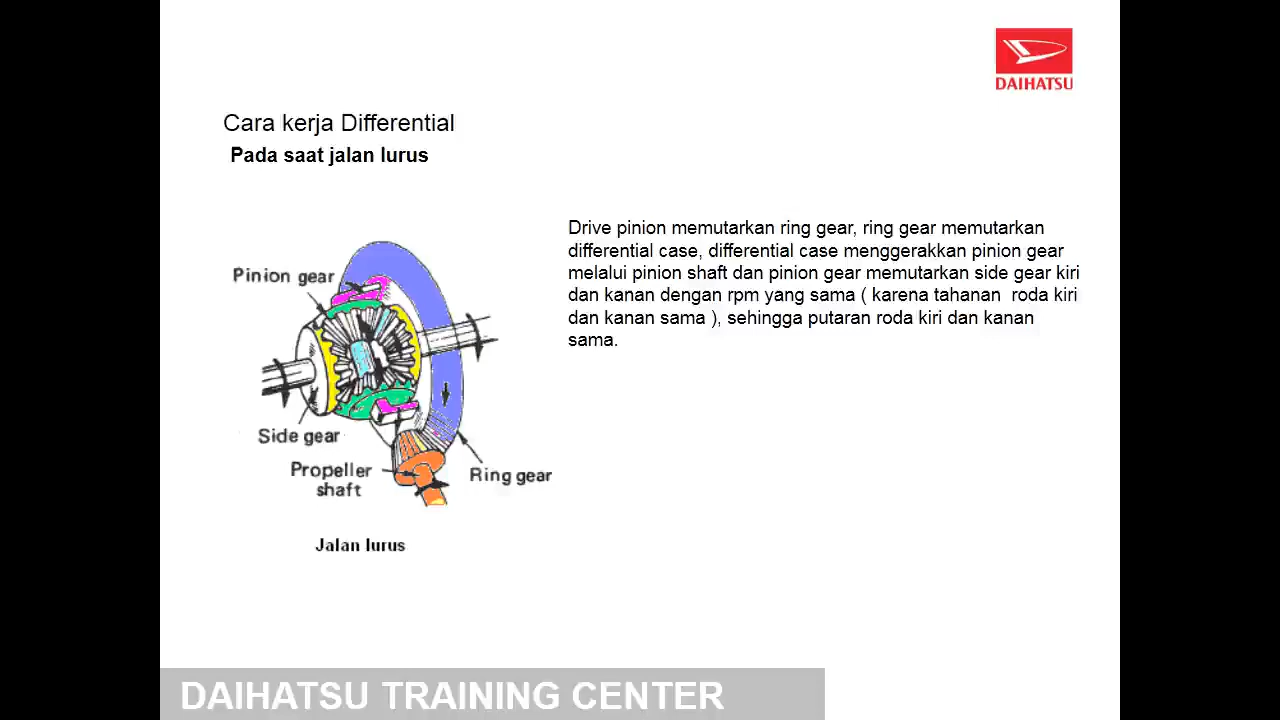 DAIHATSU
Cara kerja Differential
Pada saat jalan lurus
Drive pinion memutarkan ring gear, ring gear memutarkan
differential case, differential case menggerakkan pinion gear
melalui pinion shaft dan pinion gear memutarkan side gear kiri
dan kanan dengan rpm yang sama ( karena tahanan  roda kiri
dan kanan sama ), sehingga putaran roda kiri dan kanan
sama.
Pinion gear
Side gear
Propeller
shaft
Ring gear
Jalan lurus
DAIHATSU TRAINING CENTER